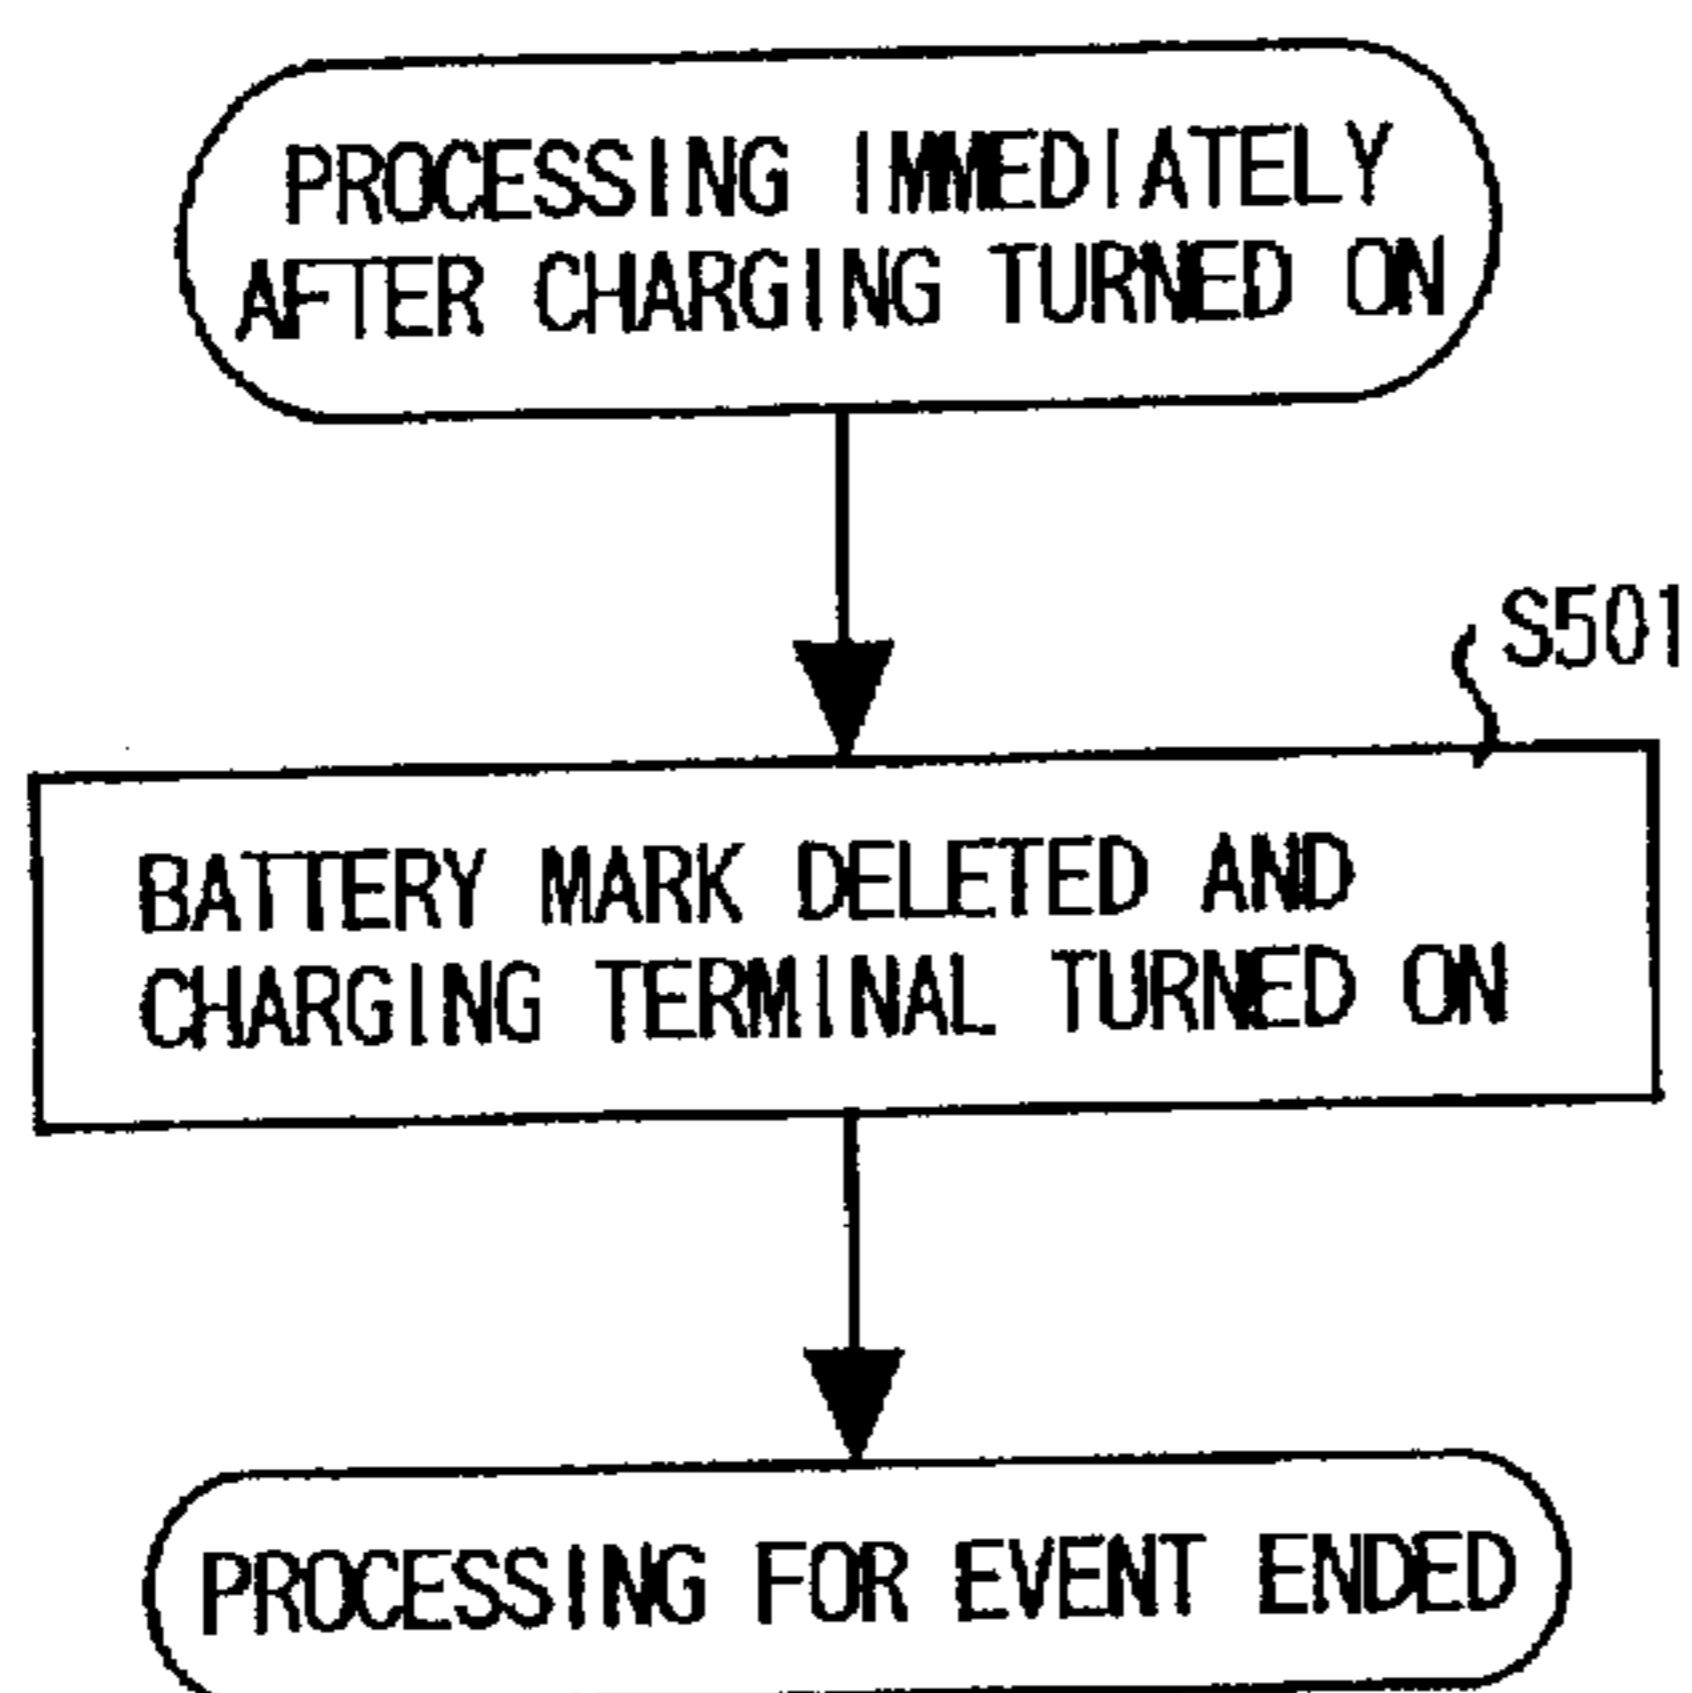 PROCESSING IMMEDIATELY
AFTER CHARGING TURNED ON
S501
BATTERY MARK DELETED AND
CHARGING TERMINAL TURNED ON
PROCESSING FOR EVENT ENDED